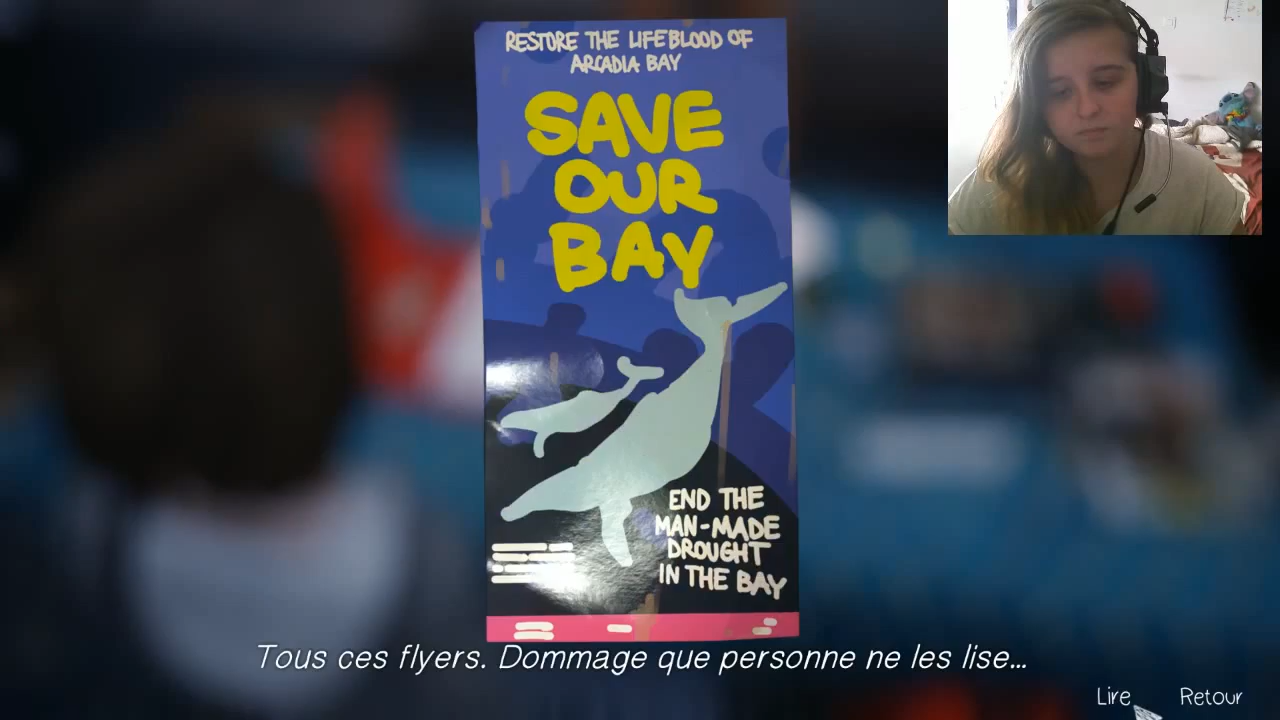 RESTORE THE LIFEBLOOD OF
ARCADIA BAY
SAVE
OUR
BAY
END THE
MAN-MADE
DROUGHT
IN THE BAY
Tous ces flyers. Dommage que personne ne les lise...
Lire Retour